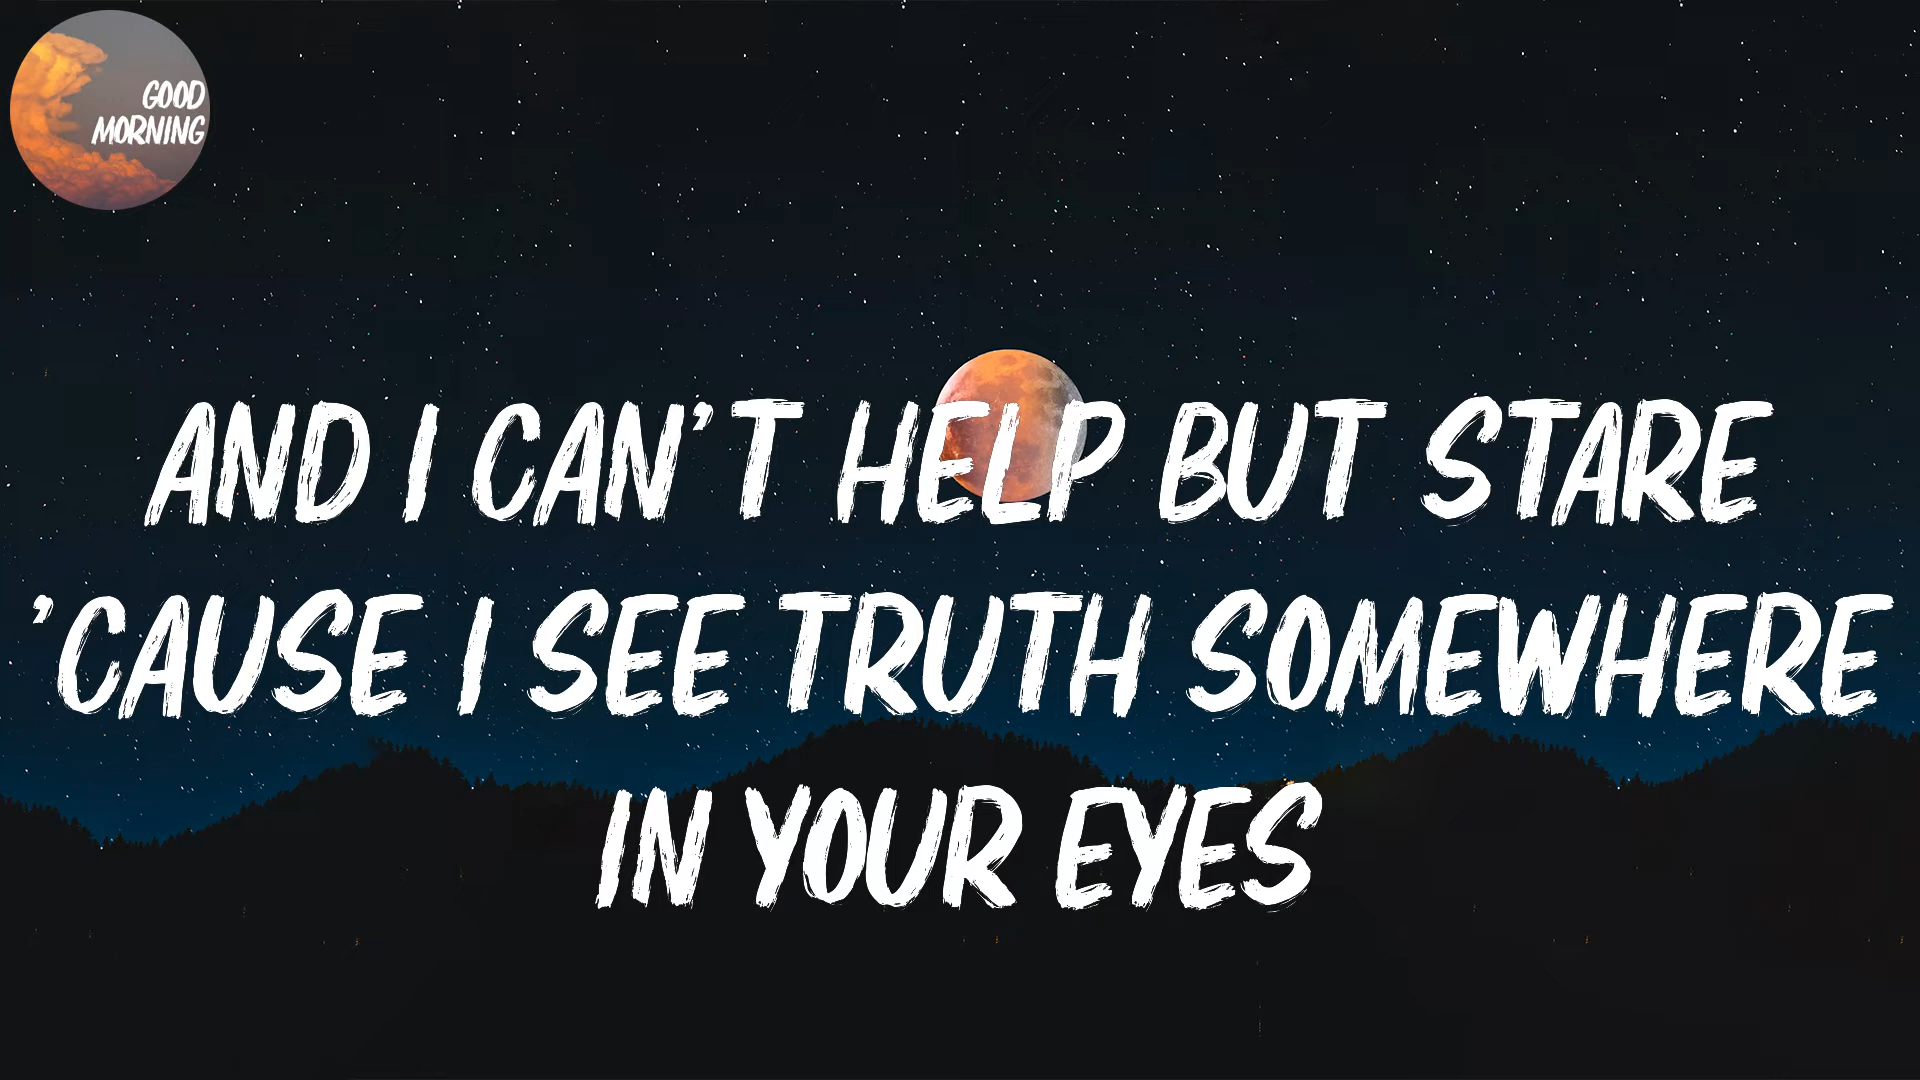 GOOD
MORNING
AND I CAN'T HELP BUT STARE
'CAUSE I SEE TRUTH SOMEWHERE
IN YOUR EYES